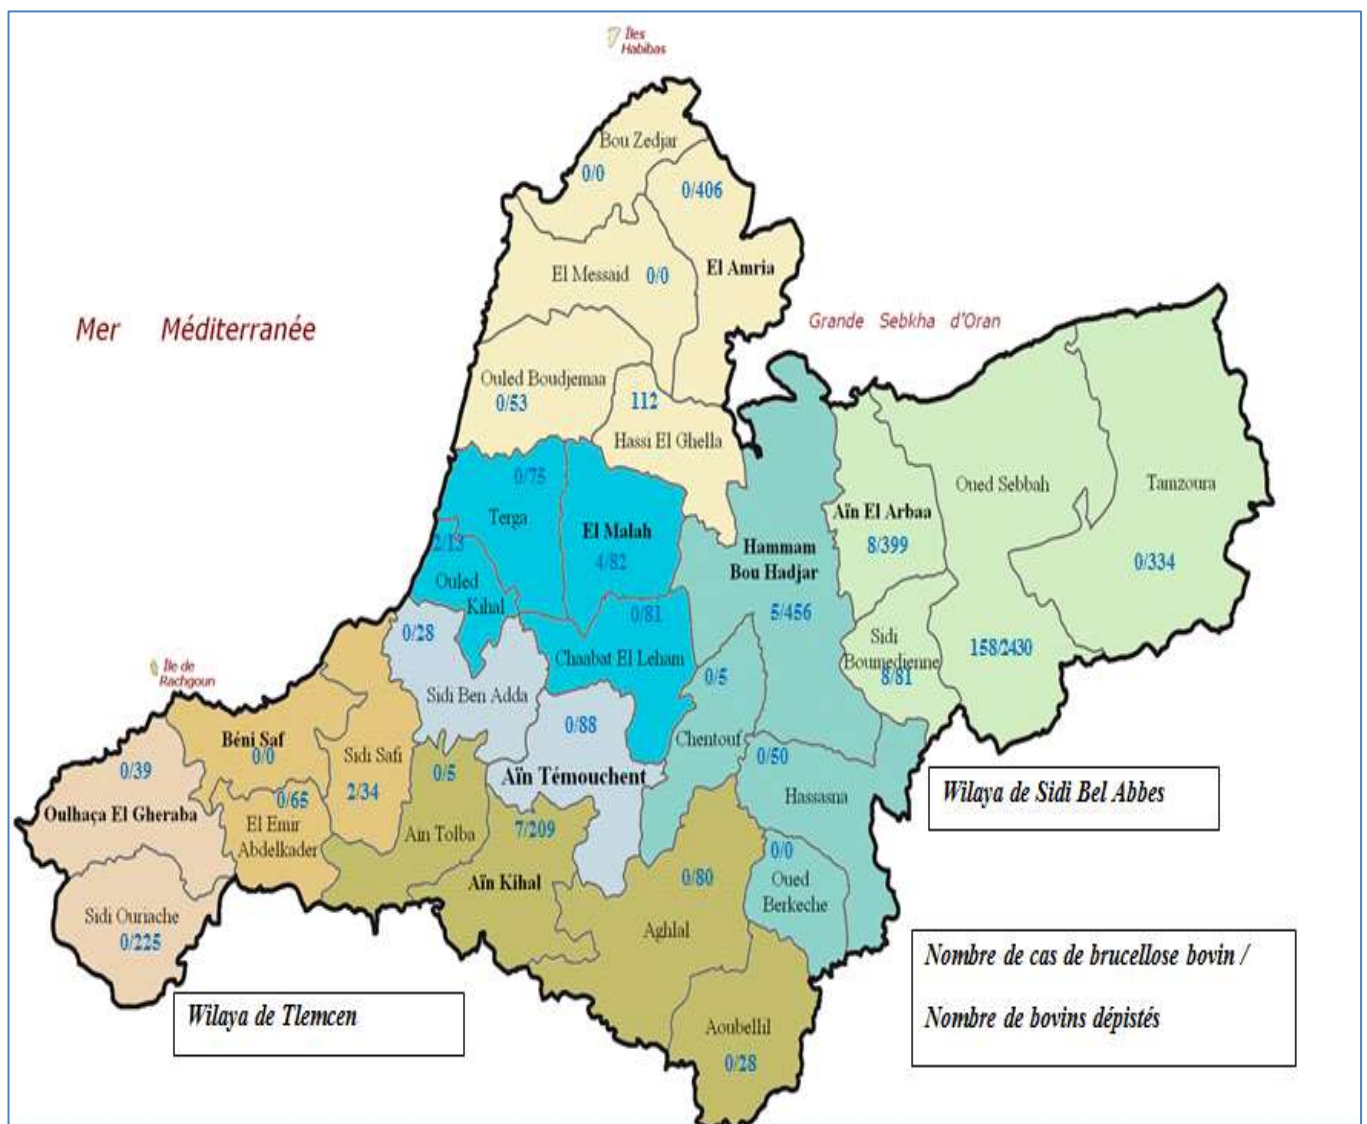 Îles
Habibas
Bou Zedjar
0/0
0/406
El Messaid 0/0
El Amria
Mer Méditerranée
Grande Sebkha d'Oran
Ouled Boudjemaa
0/53
112
Hassi El Ghella
0/75
Terga
El Malah
4/82
2/13
Ouled
Kihal
0/81
Chaabat El Leham
Hammam
Bou Hadjar
5/456
Aïn El Arbaa
8/399
Oued Sebbah
158/2430
Tamzoura
0/334
Sidi
Boumedienne
8/81
0/28
Sidi Ben Adda
0/5
Chentouf
0/88
Aïn Témouchent
0/50
Hassasna
Île de
Rachgoun
Béni Saf
0/0
Sidi Safi
2/34
0/5
Ain Tolba
0/39
Oulhaça El Gheraba
0/65
El Emir
Abdelkader
7/209
Aïn Kihal
0/80
Aghlal
0/0
Oued
Berkeche
Sidi Ouriache
0/225
Aoubellil
0/28
Wilaya de Sidi Bel Abbes
Wilaya de Tlemcen
Nombre de cas de brucellose bovin /
Nombre de bovins dépistés